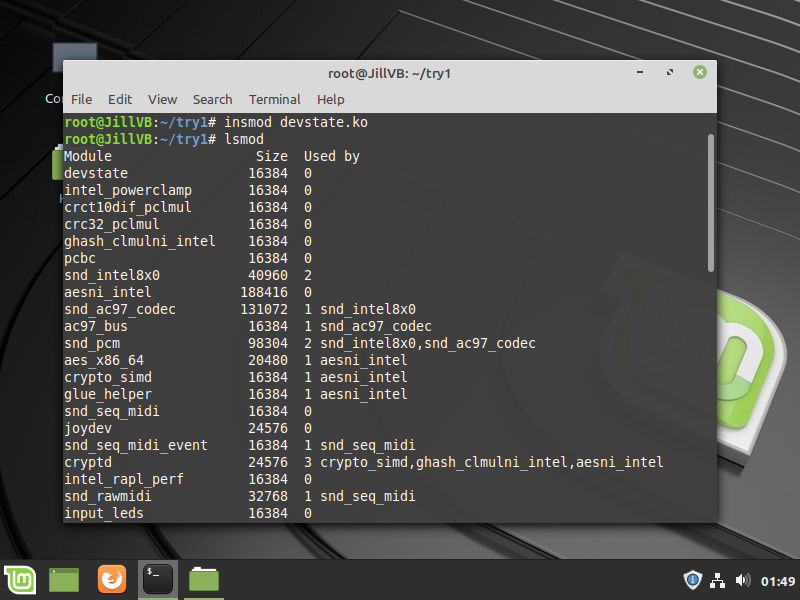 root@JillVB: ~/try1
File Edit View Search Terminal Help
root@JillVB:~/try1# insmod devstate.ko
root@JillVB:~/try1# lsmod
Module                  Size  Used by
devstate               16384  0
intel_powerclamp       16384  0
crct10dif_pclmul       16384  0
crc32_pclmul           16384  0
ghash_clmulni_intel    16384  0
pcbc                   16384  0
snd_intel8x0           40960  2
aesni_intel           188416  0
snd_ac97_codec        131072  1 snd_intel8x0
ac97_bus               16384  1 snd_ac97_codec
snd_pcm                98304  2 snd_intel8x0,snd_ac97_codec
aes_x86_64             20480  1 aesni_intel
crypto_simd            16384  1 aesni_intel
glue_helper            16384  1 aesni_intel
snd_seq_midi           16384  0
joydev                 24576  0
snd_seq_midi_event     16384  1 snd_seq_midi
cryptd                 24576  3 crypto_simd,ghash_clmulni_intel,aesni_intel
intel_rapl_perf        16384  0
snd_rawmidi            32768  1 snd_seq_midi
input_leds             16384  0
01:49